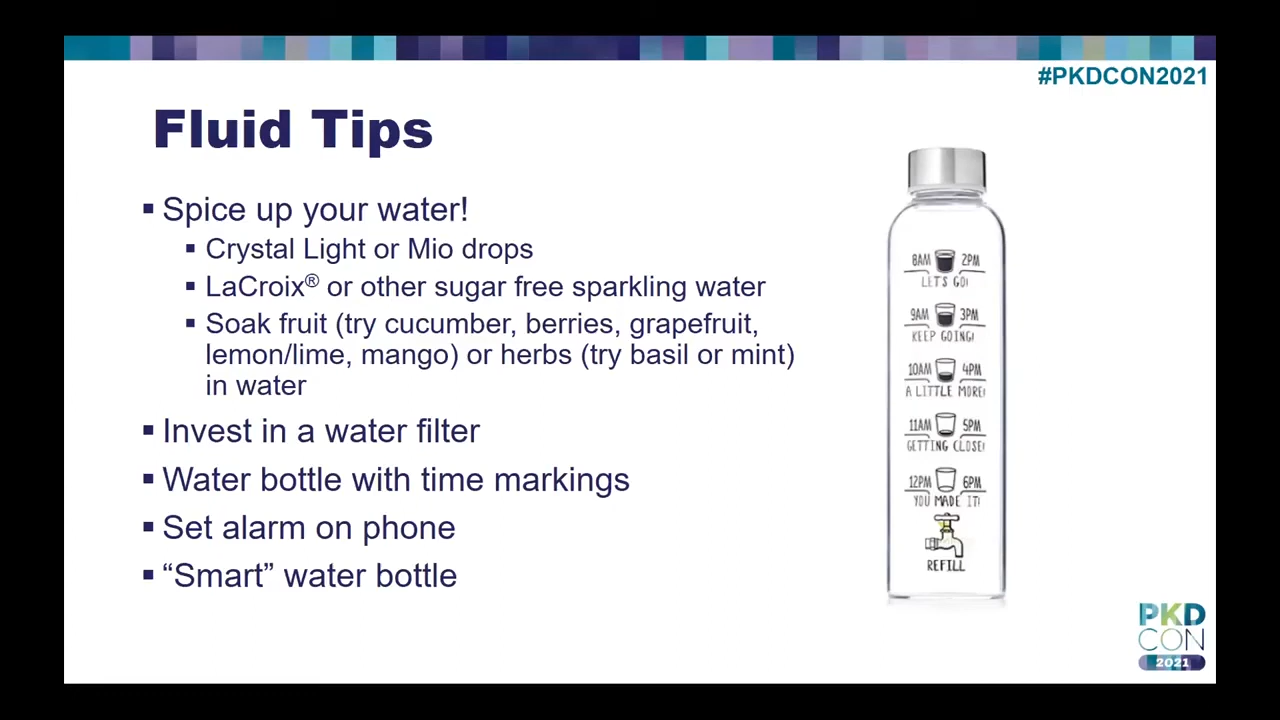 #PKDCON2021
Fluid Tips
▪ Spice up your water!
▪ Crystal Light or Mio drops
▪ LaCroix® or other sugar free sparkling water
▪ Soak fruit (try cucumber, berries, grapefruit,
lemon/lime, mango) or herbs (try basil or mint)
in water
▪ Invest in a water filter
▪ Water bottle with time markings
▪ Set alarm on phone
▪ “Smart” water bottle
8AM 2PM
LET'S GO!
9AM 3PM
KEEP GOING!
10AM 4PM
A LITTLE MORE!
11AM 5PM
GETTING CLOSE!
12PM 6PM
YOU MADE IT!
REFILL
PKD
CON
2021